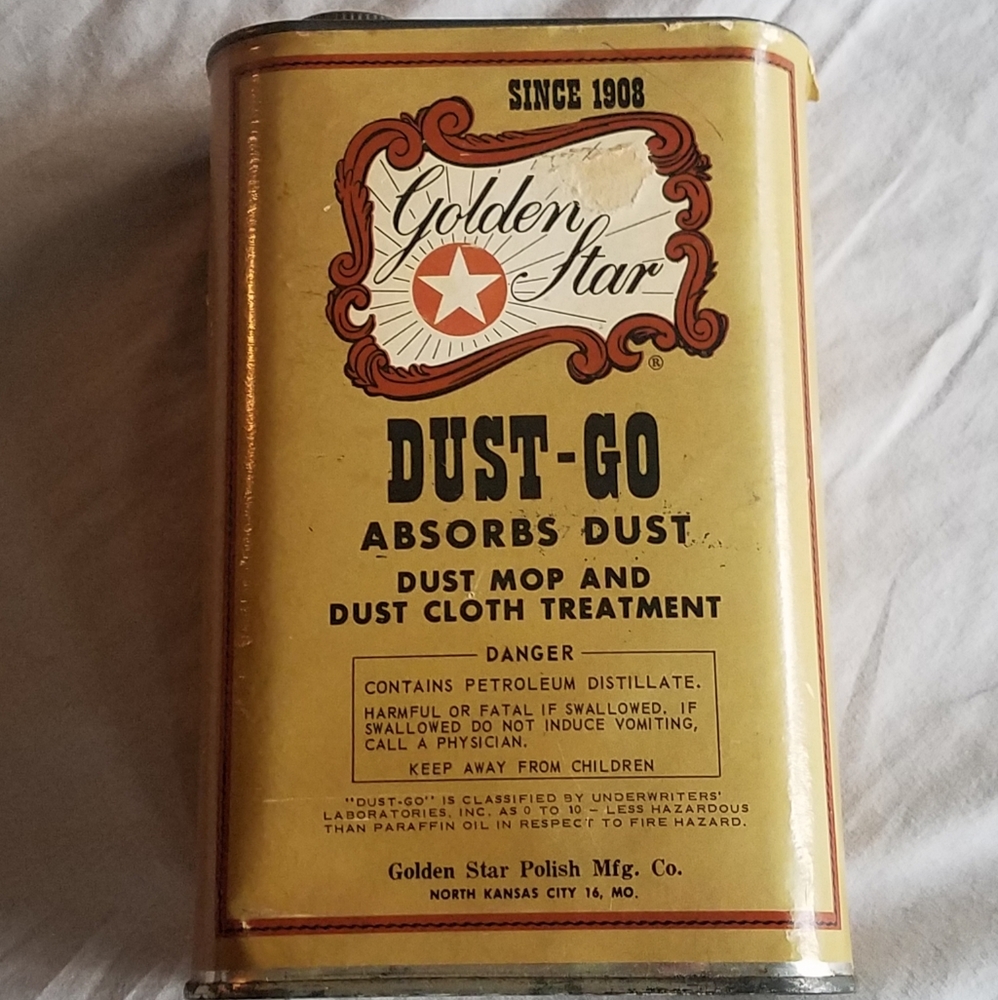 SINCE 1908
Golden
Star
®
DUST-GO
ABSORBS DUST
DUST MOP AND
DUST CLOTH TREATMENT
DANGER
CONTAINS PETROLEUM DISTILLATE.
HARMFUL OR FATAL IF SWALLOWED. IF
SWALLOWED DO NOT INDUCE VOMITING,
CALL A PHYSICIAN.
KEEP AWAY FROM CHILDREN
"DUST-GO" IS CLASSIFIED BY UNDERWRITERS'
LABORATORIES, INC. AS 0 TO 10 – LESS HAZARDOUS
THAN PARAFFIN OIL IN RESPECT TO FIRE HAZARD.
Golden Star Polish Mfg. Co.
NORTH KANSAS CITY 16, MO.